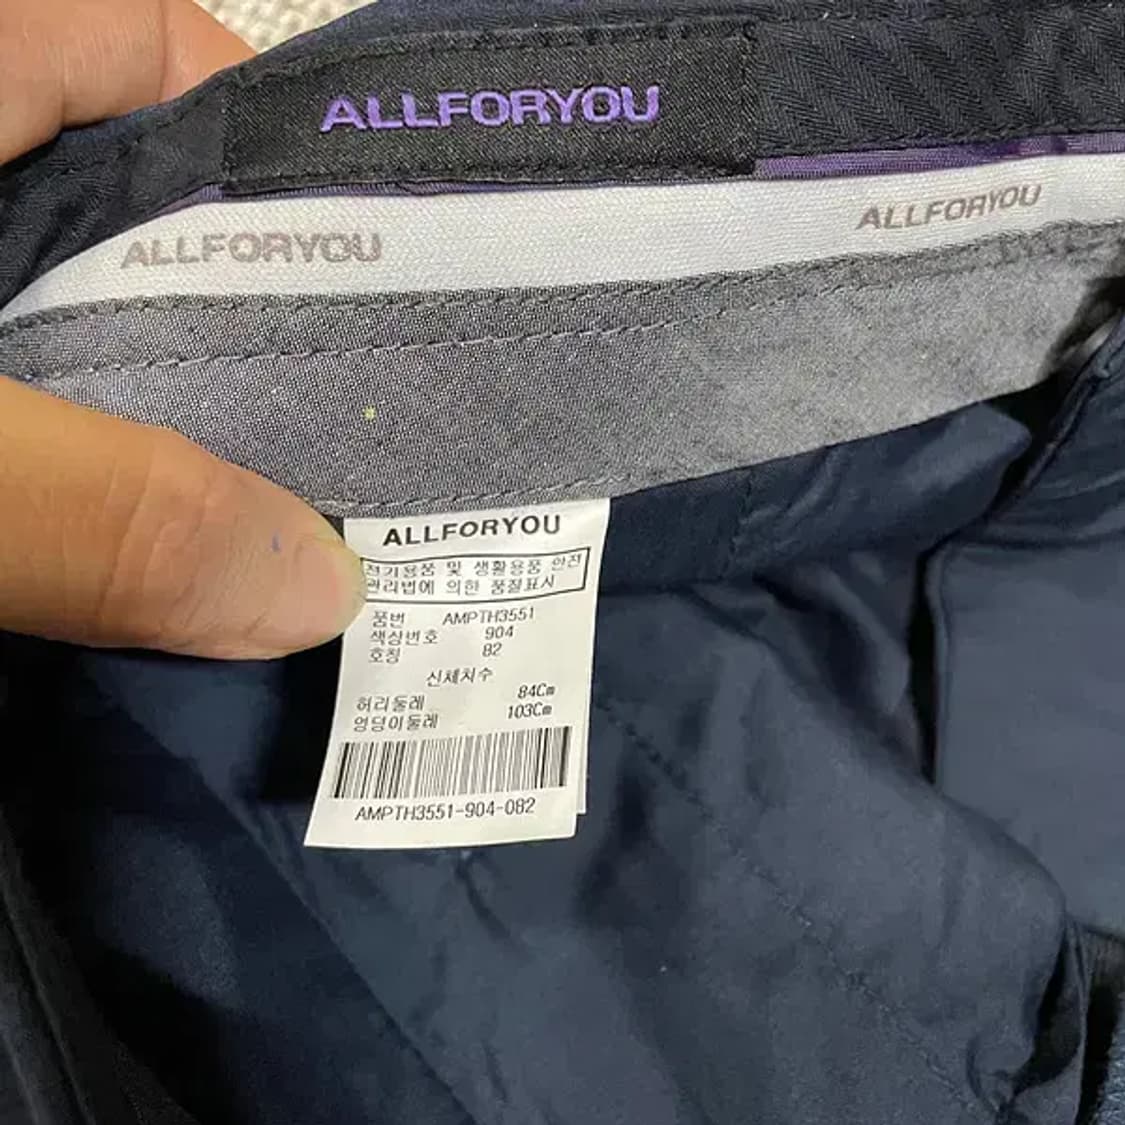 ALLFORYOU
ALLFORYOU ALLFORYOU
ALLFORYOU
전기용품 및 생활용품 안전
관리법에 의한 품질표시
품번 AMPTH3551
색상번호 904
호칭 82
신체치수
허리둘레 84Cm
엉덩이둘레 103Cm
AMPTH3551-904-082